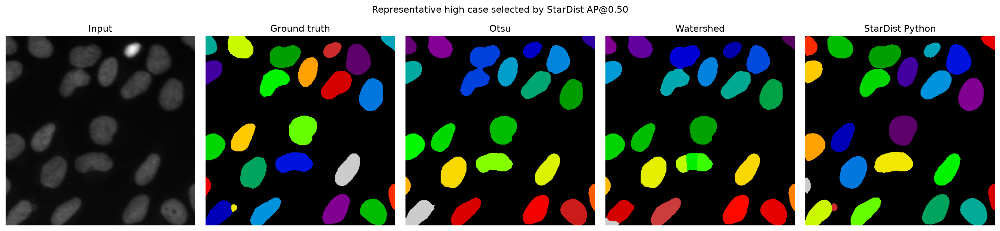 Representative high case selected by StarDist AP@0.50
Input
Ground truth
Otsu
Watershed
StarDist Python